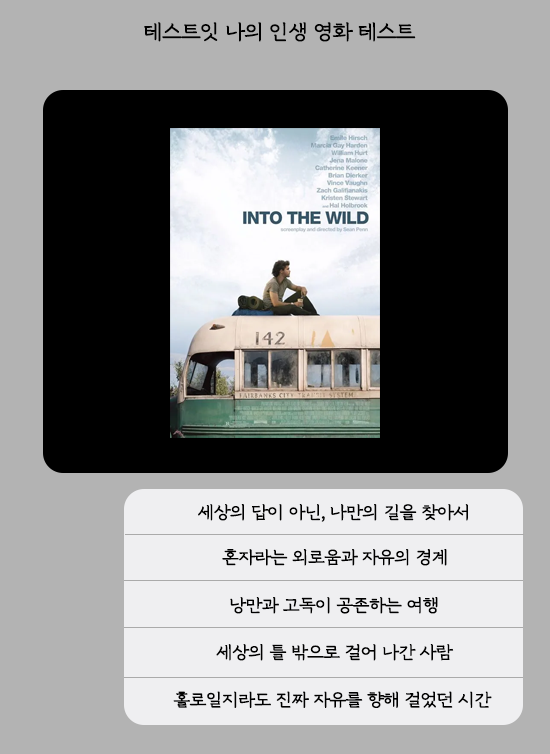 테스트잇 나의 인생 영화 테스트
Emile Hirsch
Marcia Gay Harden
William Hurt
Jena Malone
Catherine Keener
Brian Dierker
Vince Vaughn
Zach Galifianakis
Kristen Stewart
and Hal Holbrook
INTO THE WILD
screenplay and directed by Sean Penn
142
FAIRBANKS CITY TRANSIT SYSTEM
세상의 답이 아닌, 나만의 길을 찾아서
혼자라는 외로움과 자유의 경계
낭만과 고독이 공존하는 여행
세상의 틀 밖으로 걸어 나간 사람
홀로일지라도 진짜 자유를 향해 걸었던 시간